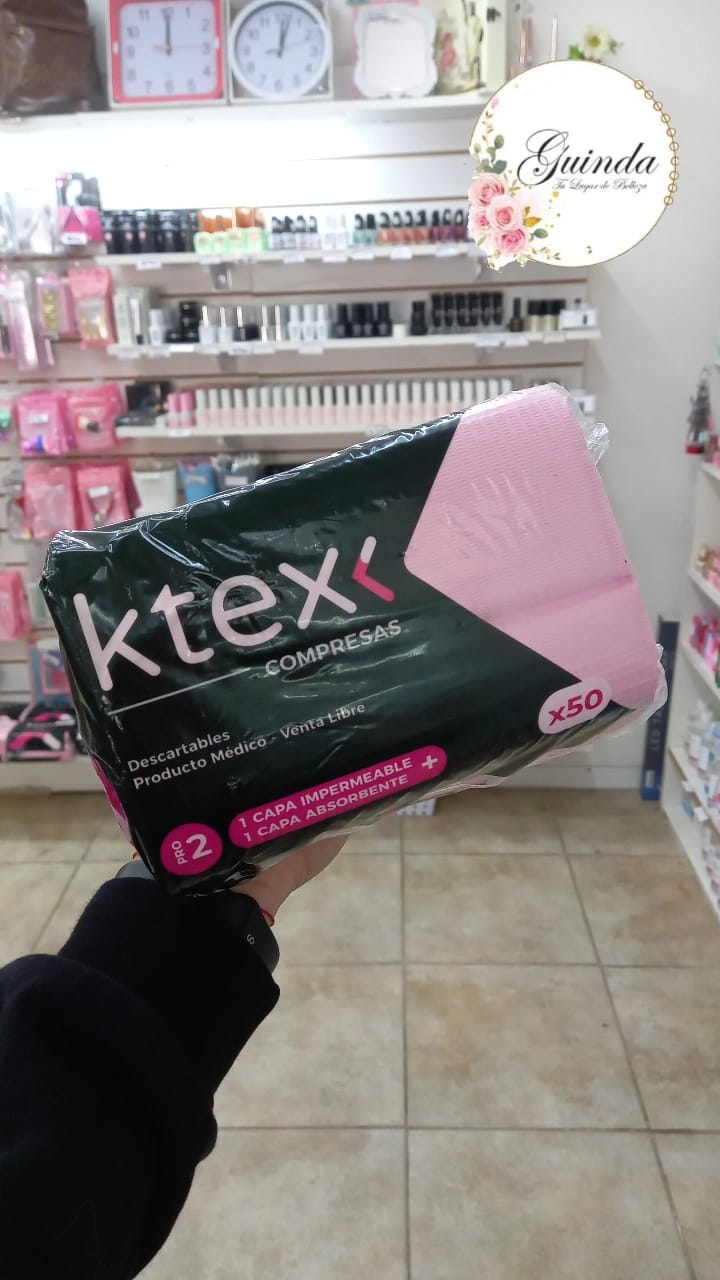 Guinda
Tu Lugar de Belleza
ktex
COMPRESAS
Descartables
Producto Médico - Venta Libre
x50
PRO 2
1 CAPA IMPERMEABLE +
1 CAPA ABSORBENTE